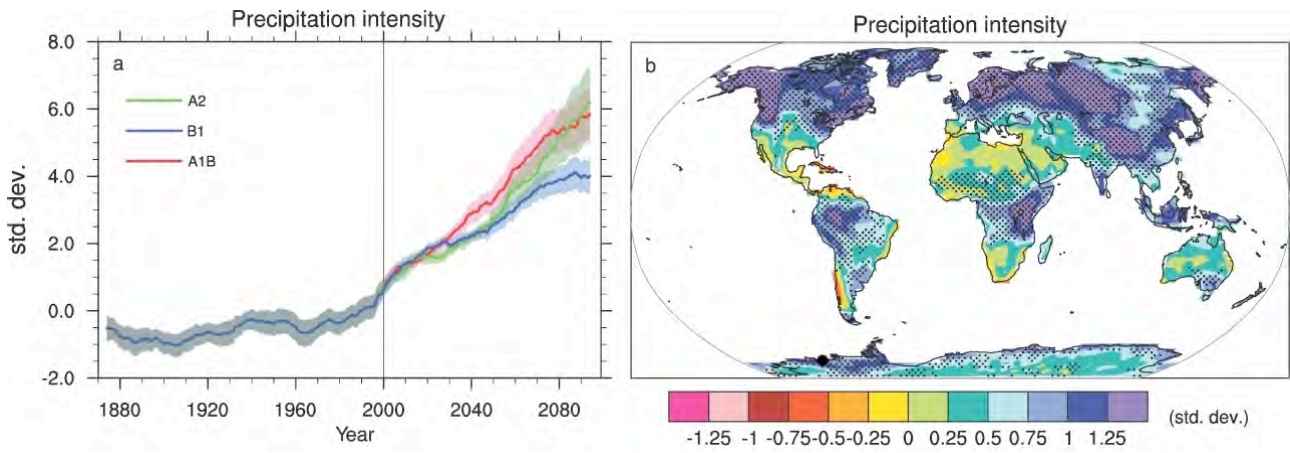 Precipitation intensity
8.0
6.0
4.0
2.0
0.0
-2.0
std. dev.
a
A2
B1
A1B
1880 1920 1960 2000 2040 2080
Year
Precipitation intensity
b
-1.25 -1 -0.75 -0.5 -0.25 0 0.25 0.5 0.75 1 1.25
(std. dev.)